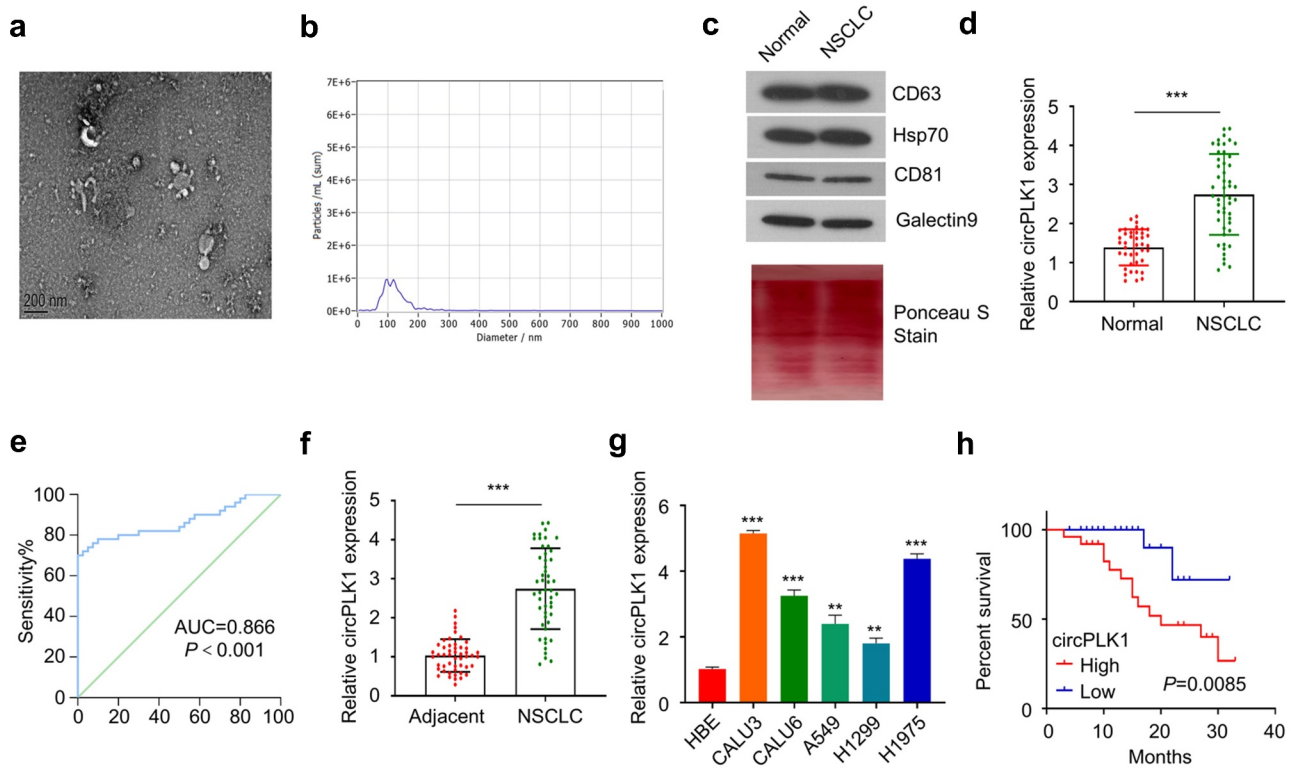 a
200 nm
b
7E+6
6E+6
5E+6
4E+6
3E+6
2E+6
1E+6
0E+0
Particles /mL (sum)
0 100 200 300 400 500 600 700 800 900 1000
Diameter / nm
c
Normal
NSCLC
CD63
Hsp70
CD81
Galectin9
Ponceau S
Stain
d
Relative circPLK1 expression
5
4
3
2
1
0
***
Normal NSCLC
e
Sensitivity%
100
80
60
40
20
0
AUC=0.866
P < 0.001
0 20 40 60 80 100
f
Relative circPLK1 expression
5
4
3
2
1
0
***
Adjacent NSCLC
g
Relative circPLK1 expression
6
4
2
0
***
***
**
**
***
HBE
CALU3
CALU6
A549
H1299
H1975
h
Percent survival
100
50
0
circPLK1
High
Low
P=0.0085
0 10 20 30 40
Months